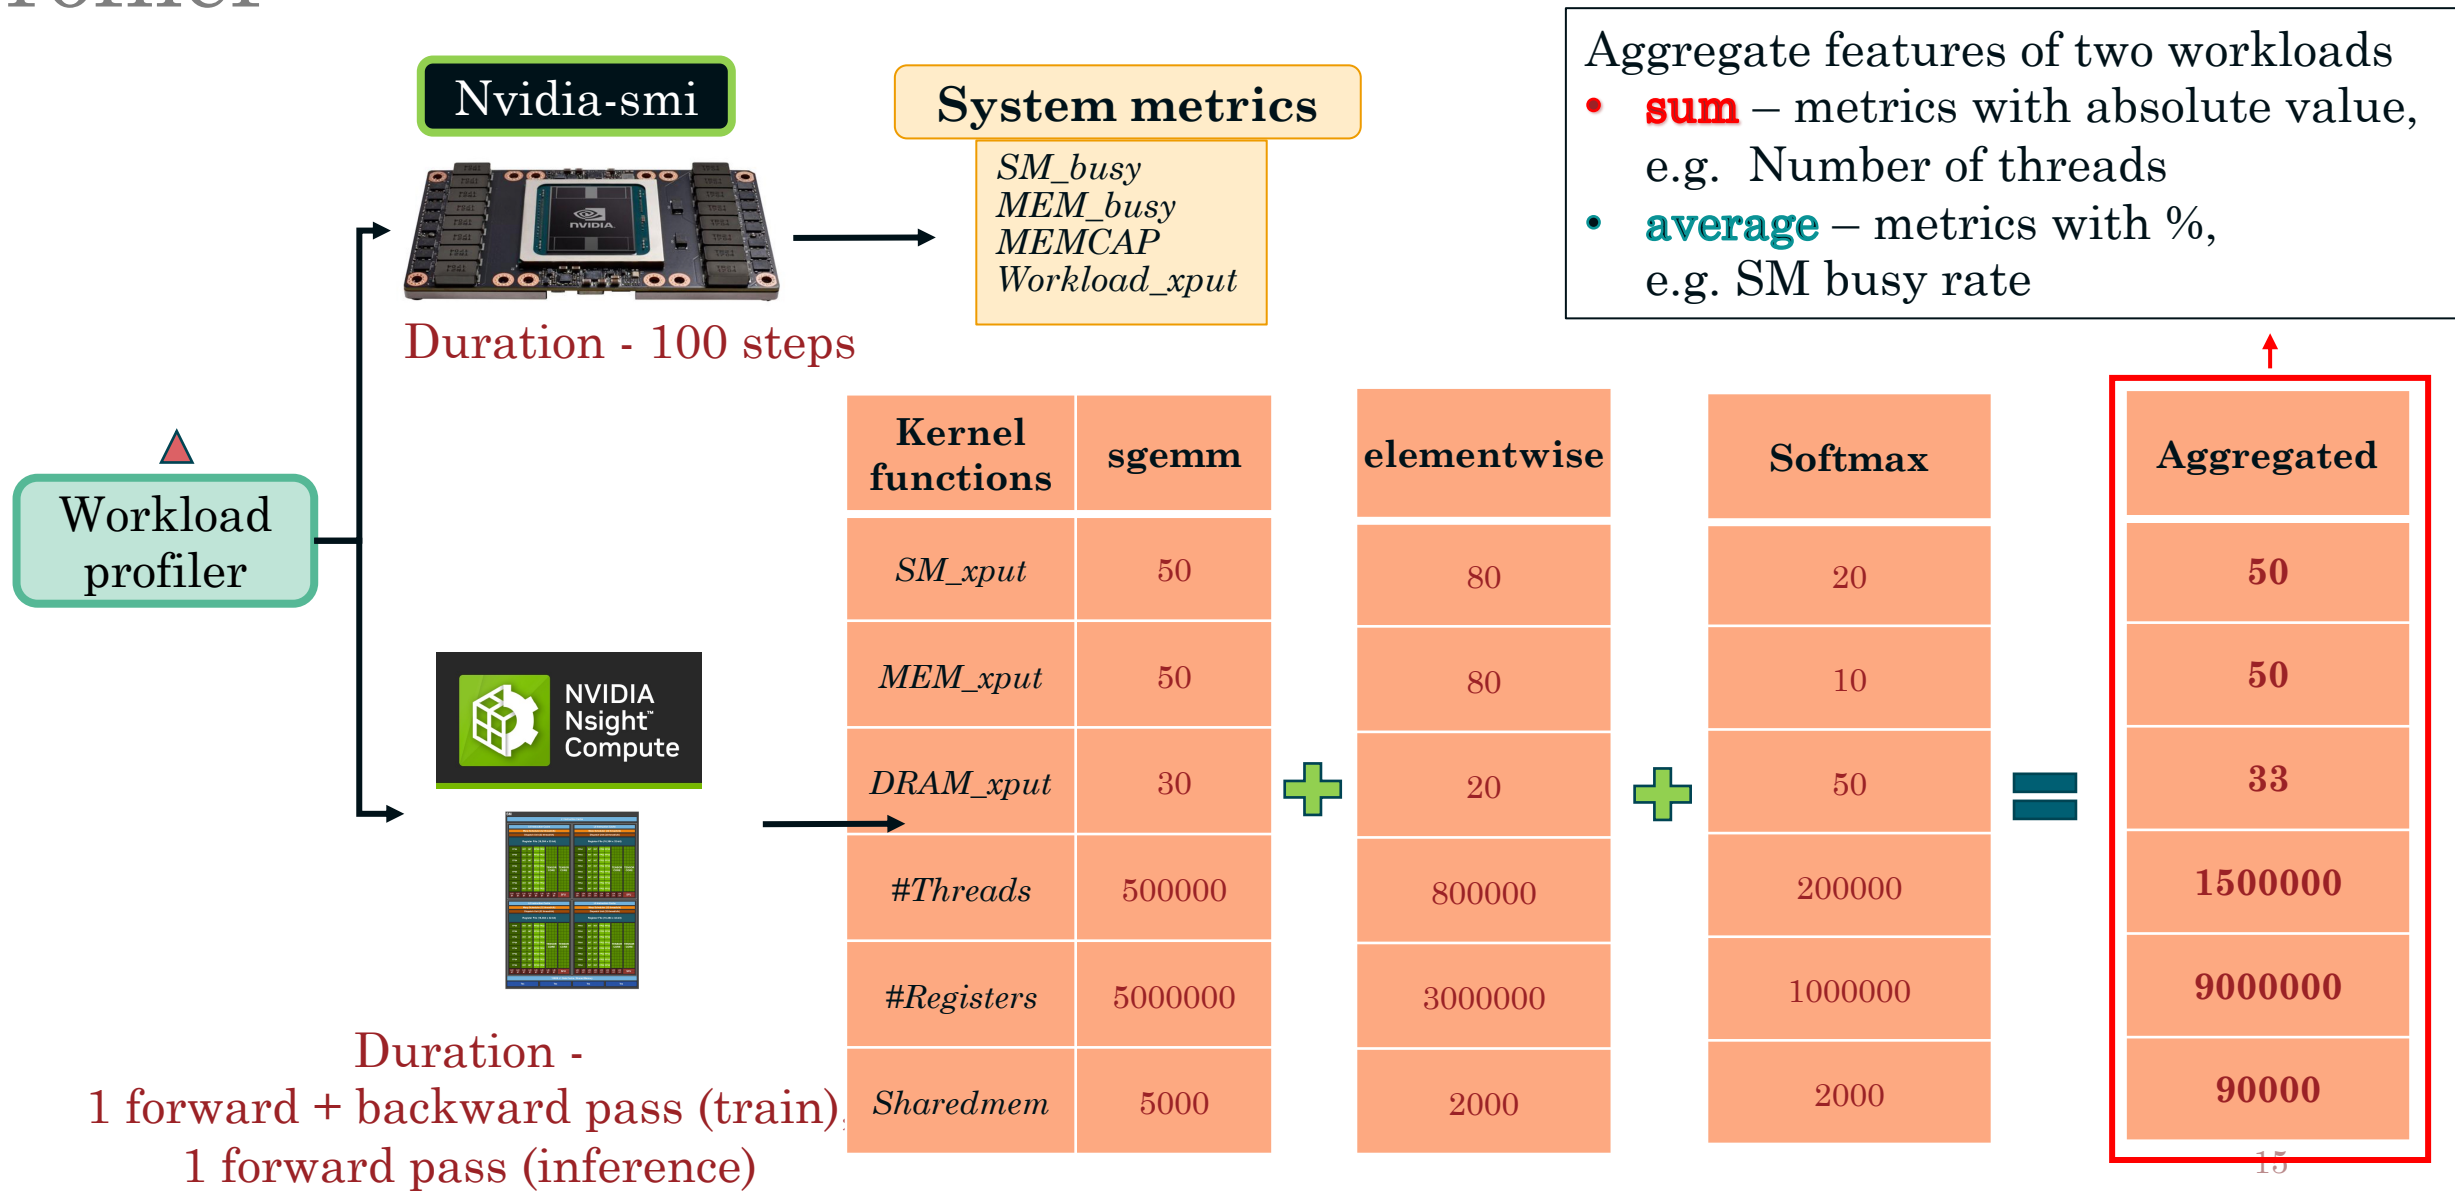 Nvidia-smi
System metrics
SM_busy
MEM_busy
MEMCAP
Workload_xput
Duration - 100 steps
Aggregate features of two workloads
• sum – metrics with absolute value,
e.g. Number of threads
• average – metrics with %,
e.g. SM busy rate
Workload
profiler
NVIDIA
NVIDIA
Nsight™
Compute
Duration -
1 forward + backward pass (train),
1 forward pass (inference)
Kernel functions sgemm elementwise Softmax Aggregated
SM_xput 50 80 20 50
MEM_xput 50 80 10 50
DRAM_xput 30 20 50 33
#Threads 500000 800000 200000 1500000
#Registers 5000000 3000000 1000000 9000000
Sharedmem 5000 2000 2000 90000
15